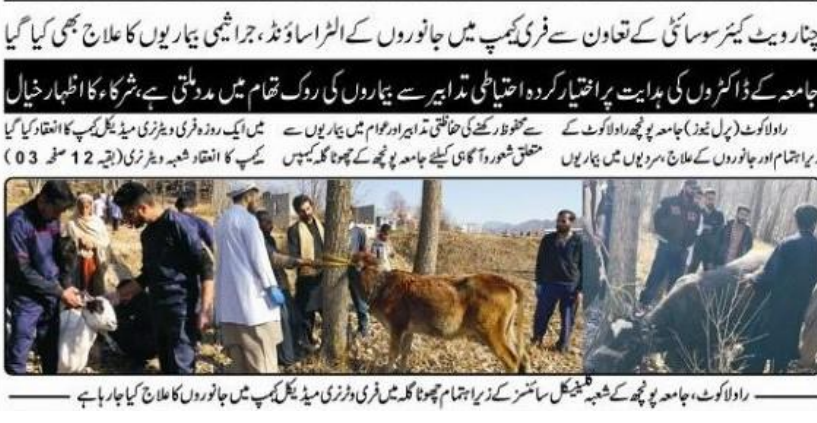 چنار ویٹ کیئر سوسائٹی کے تعاون سے فری کیمپ میں جانوروں کے الٹراساؤنڈ، جراثیمی بیماریوں کا علاج بھی کیا گیا
جامعہ کے ڈاکٹروں کی ہدایت پر اختیار کردہ احتیاطی تدابیر سے بیماروں کی روک تھام میں مدد ملتی ہے، شرکاء کا اظہار خیال
راولاکوٹ (پرل نیوز) جامعہ پونچھ راولاکوٹ کے
زیر اہتمام اور جانوروں کے علاج، سردیوں میں بیماریوں
سے محفوظ رکھنے کی حفاظتی تدابیر اور عوام میں بیماریوں سے
متعلق شعور و آگاہی کیلئے جامعہ پونچھ کے چھوٹا گلہ کیمپس
میں ایک روزہ فری ویٹرنری میڈیکل کیمپ کا انعقاد کیا گیا
کیمپ کا انعقاد شعبہ ویٹرنری (بقیہ 12 صفحہ 03)
راولاکوٹ، جامعہ پونچھ کے شعبہ کلینیکل سائنسز کے زیر اہتمام چھوٹا گلہ میں فری وٹرنری میڈیکل کیمپ میں جانوروں کا علاج کیا جارہا ہے